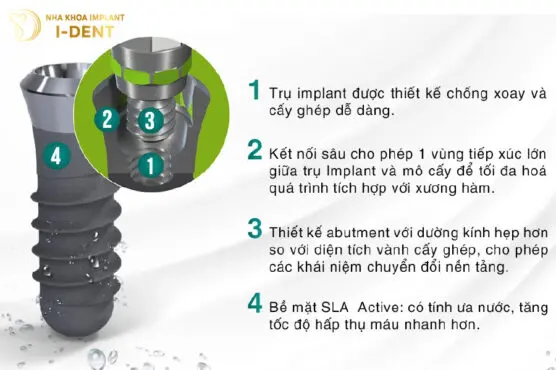 NHA KHOA IMPLANT
I-DENT
2
3
1
4
1 Trụ implant được thiết kế chống xoay và
cấy ghép dễ dàng.
2 Kết nối sâu cho phép 1 vùng tiếp xúc lớn
giữa trụ Implant và mô cấy để tối đa hoá
quá trình tích hợp với xương hàm.
3 Thiết kế abutment với dường kính hẹp hơn
so với diện tích vành cấy ghép, cho phép
các khái niệm chuyển đổi nền tảng.
4 Bề mặt SLA Active: có tính ưa nước, tăng
tốc độ hấp thụ máu nhanh hơn.